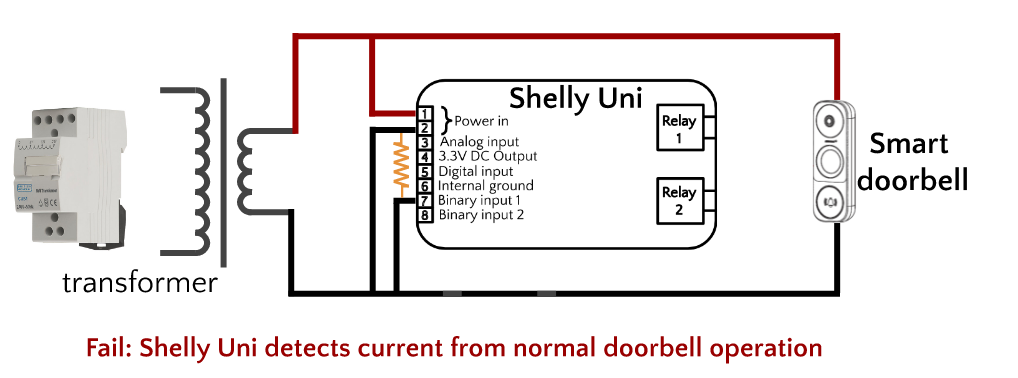 Shelly Uni
1
2
3
4
5
6
7
8
Power in
Analog input
3.3V DC Output
Digital input
Internal ground
Binary input 1
Binary input 2
Relay
1
Relay
2
Smart
doorbell
transformer
Fail: Shelly Uni detects current from normal doorbell operation